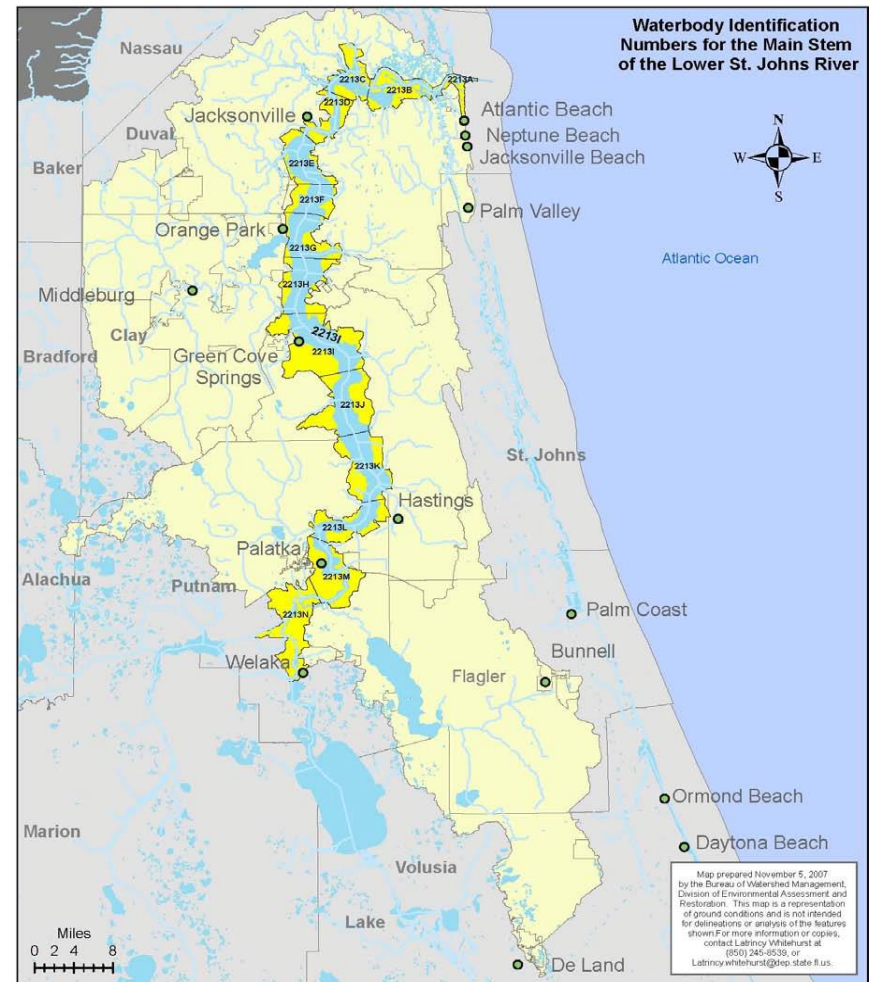 Waterbody Identification
Numbers for the Main Stem
of the Lower St. Johns River
Nassau
2213C
2213A
2213B
2213D
Atlantic Beach
Jacksonville
Neptune Beach
Duval
Jacksonville Beach
N
W
E
S
Baker
2213E
2213F
Palm Valley
Orange Park
2213G
Atlantic Ocean
2213H
Middleburg
Clay
2213I
2213I
Bradford
Green Cove
Springs
2213J
St. Johns
2213K
Hastings
2213L
Palatka
2213M
Alachua
Putnam
2213N
Palm Coast
Bunnell
Welaka
Flagler
Ormond Beach
Marion
Daytona Beach
Volusia
Lake
De Land
Miles
0 2 4 8
Map prepared November 5, 2007
by the Bureau of Watershed Management,
Division of Environmental Assessment and
Restoration. This map is a representation
of ground conditions and is not intended
for delineations or analysis of the features
shown.For more information or copies,
contact Latrincy Whitehurst at
(850) 245-8539, or
Latrincy.whitehurst@dep.state.fl.us.